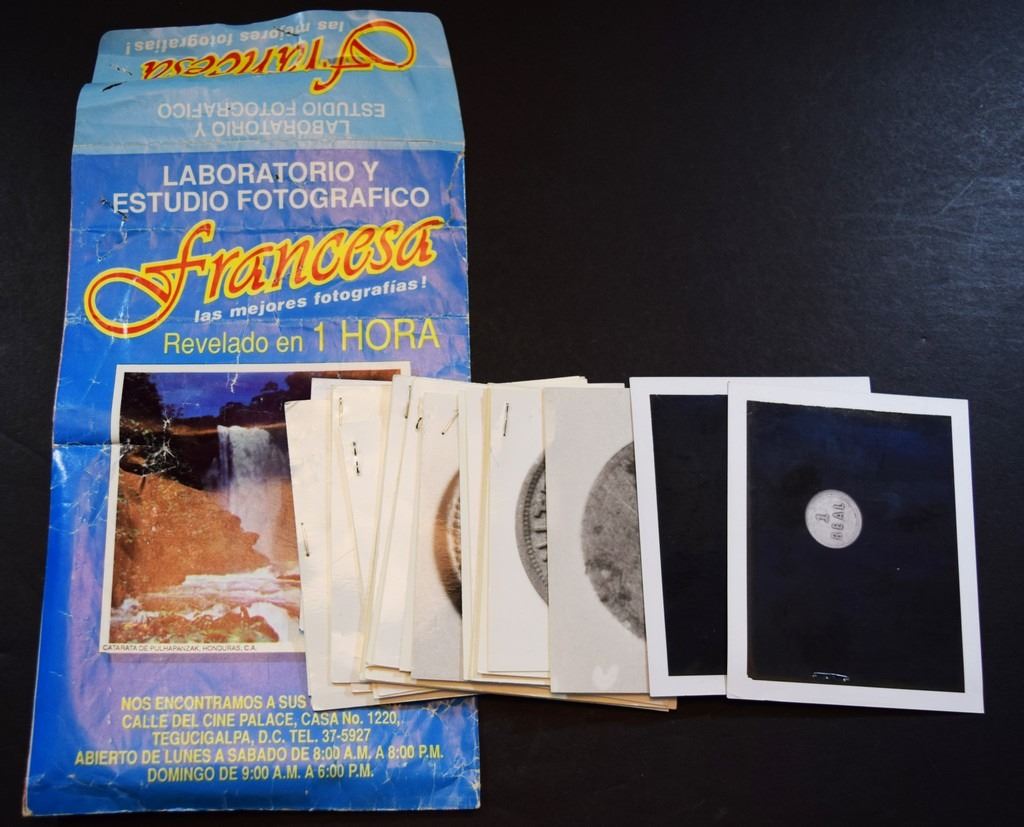 las mejores fotografías!
Francesa
ESTUDIO FOTOGRAFICO
LABORATORIO Y
LABORATORIO Y
ESTUDIO FOTOGRAFICO
francesa
las mejores fotografías!
Revelado en 1 HORA
CATARATA DE PULHAPANZAK, HONDURAS, C.A.
NOS ENCONTRAMOS A SUS
CALLE DEL CINE PALACE, CASA No. 1220,
TEGUCIGALPA, D.C. TEL. 37-5927
ABIERTO DE LUNES A SABADO DE 8:00 A.M. A 8:00 P.M.
DOMINGO DE 9:00 A.M. A 6:00 P.M.
1
REAL